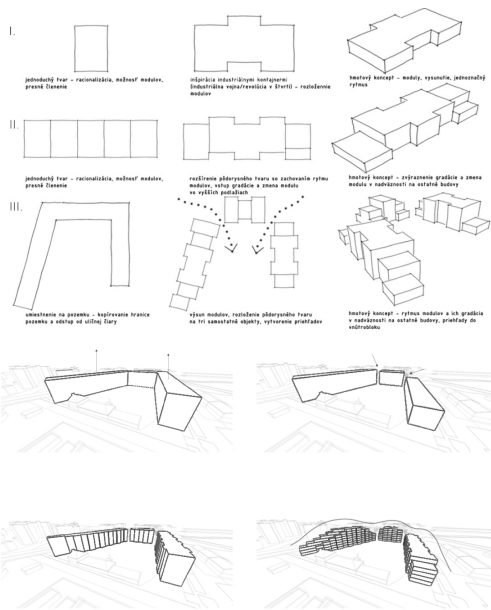 I.
jednoduchý tvar - racionalizácia, možnosť modulov,
presné členenie
inšpirácia industriálnymi kontajnermi
(industriálna vojna/revolúcia v štvrti) - rozložennie
modulov
hmotový koncept - moduly, vysunutie, jednoznačný
rytmus
II.
jednoduchý tvar - racionalizácia, možnosť modulov,
presné členenie
rozšírenie pôdorysného tvaru so zachovaním rytmu
modulov, vstup gradácie a zmena modulu
vo vyšších podlažiach
hmotový koncept - zvýraznenie gradácie a zmena
modulu v nadväznosti na ostatné budovy
III.
umiestnenie na pozemku - kopírovanie hranice
pozemku a odstup od uličnej čiary
výsun modulov, rozloženie pôdorysného tvaru
na tri samostatné objekty, vytvorenie priehľadov
hmotový koncept - rytmus modulov a ich gradácia
v nadväznosti na ostatné budovy, priehľady do
vnútrobloku